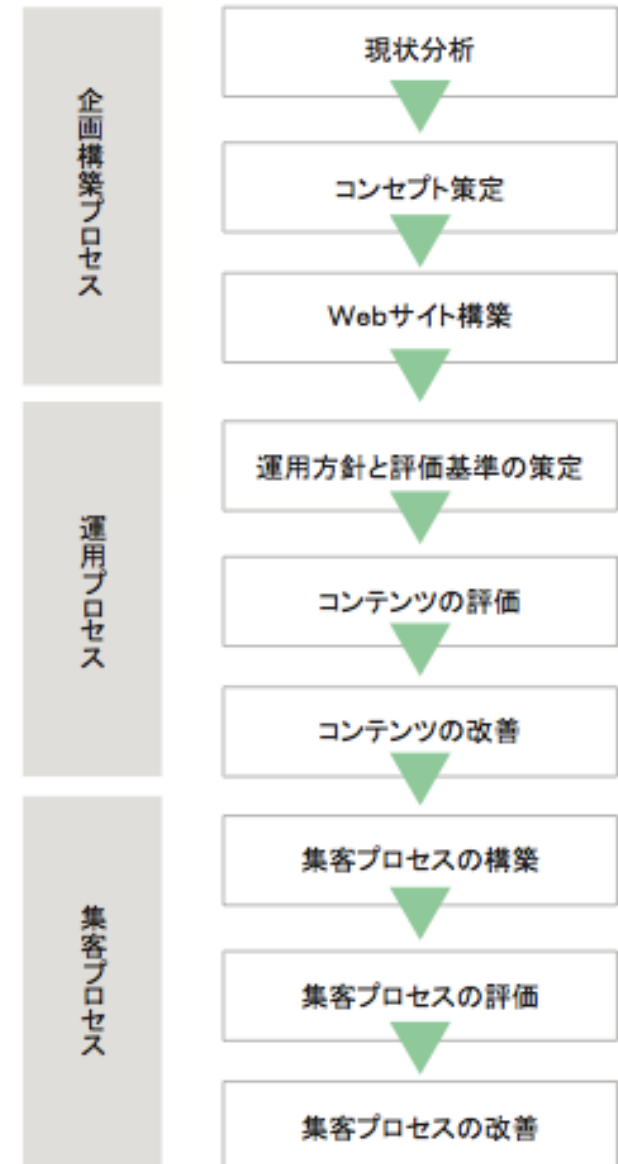 企画構築プロセス
現状分析
コンセプト策定
Webサイト構築
運用プロセス
運用方針と評価基準の策定
コンテンツの評価
コンテンツの改善
集客プロセス
集客プロセスの構築
集客プロセスの評価
集客プロセスの改善